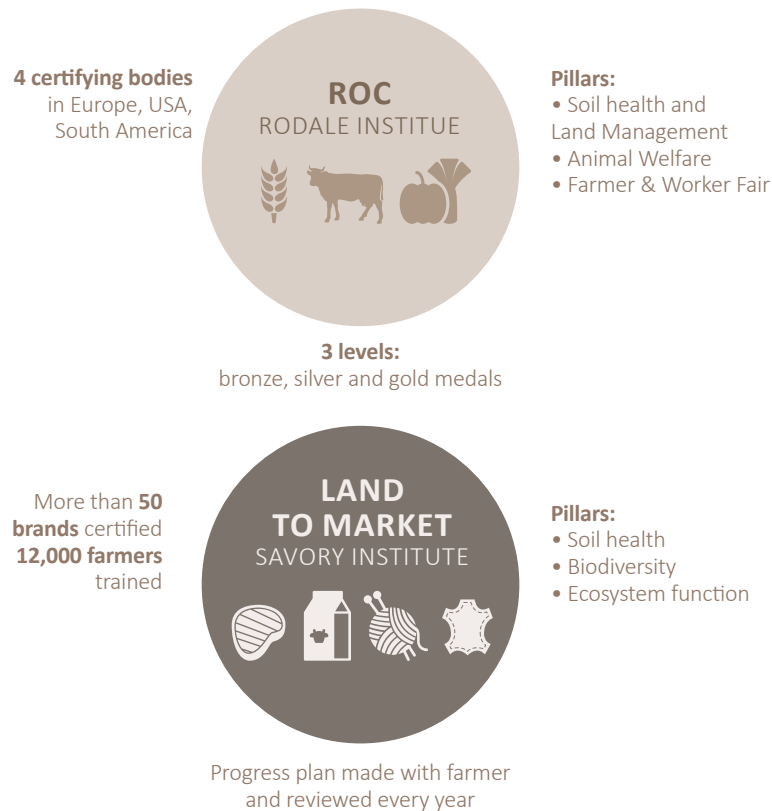 4 certifying bodies
in Europe, USA,
South America
ROC
RODALE INSTITUE
Pillars:
• Soil health and
Land Management
• Animal Welfare
• Farmer & Worker Fair
3 levels:
bronze, silver and gold medals
More than 50
brands certified
12,000 farmers
trained
LAND
TO MARKET
SAVORY INSTITUTE
Pillars:
• Soil health
• Biodiversity
• Ecosystem function
Progress plan made with farmer
and reviewed every year